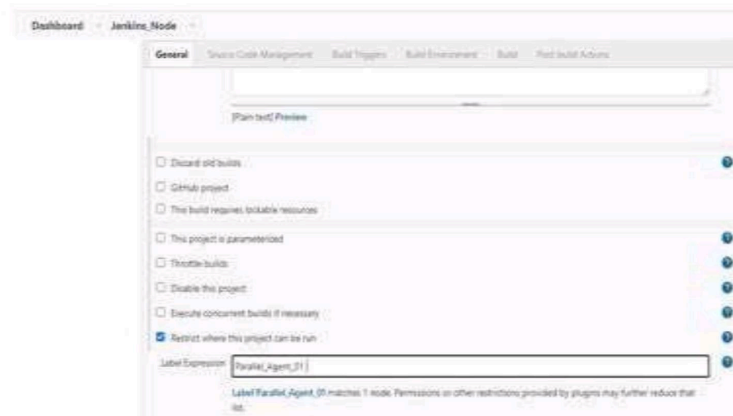 Dashboard Jenkins_Node
General Source Code Management Build Triggers Build Environment Build Post-build Actions
[Plain text] Preview
Discard old builds
GitHub project
This build requires lockable resources
This project is parameterized
Throttle builds
Disable this project
Execute concurrent builds if necessary
Restrict where this project can be run
Label Expression Parallel_Agent_01
Label Parallel_Agent_01 matches 1 node. Permissions or other restrictions provided by plugins may further reduce that
list.